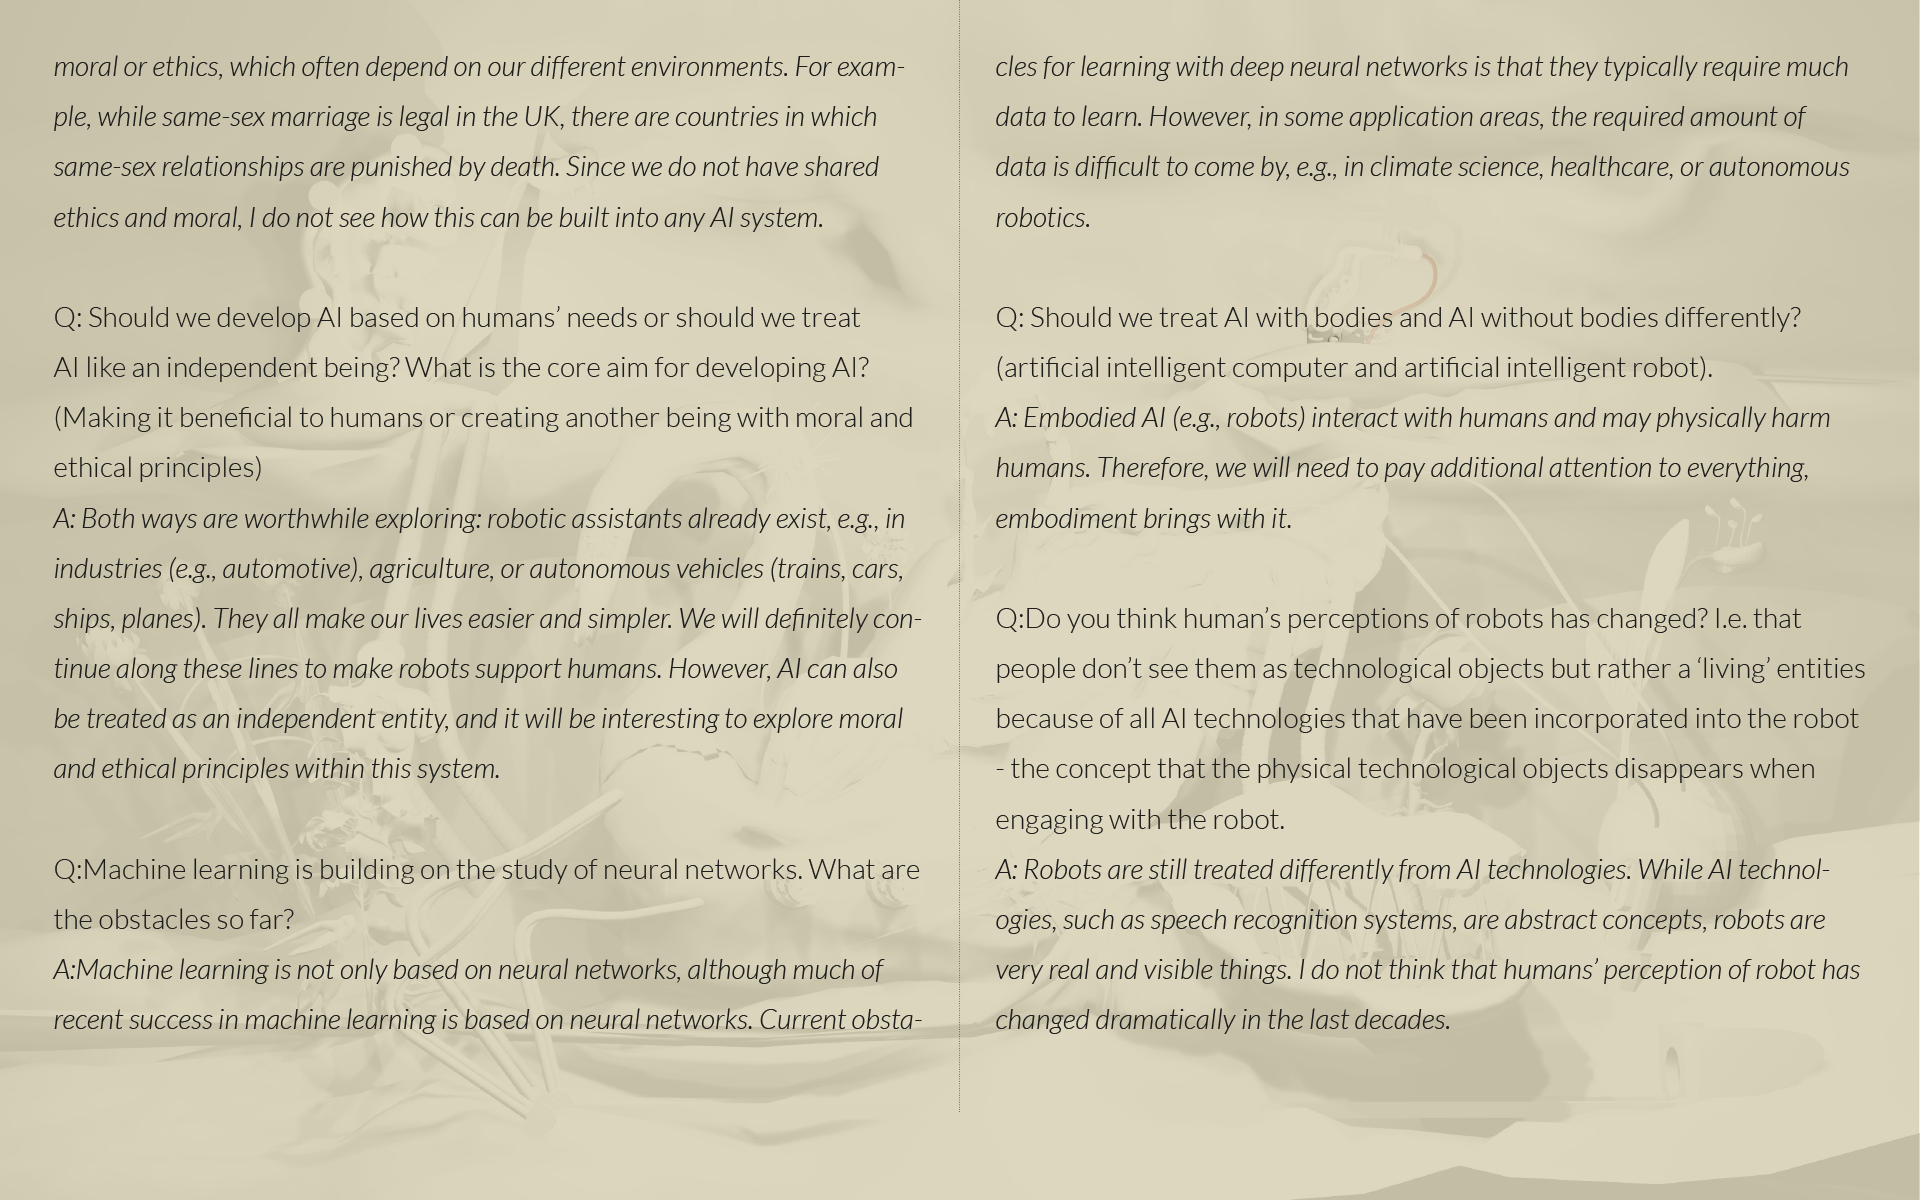 moral or ethics, which often depend on our different environments. For exam-
ple, while same-sex marriage is legal in the UK, there are countries in which
same-sex relationships are punished by death. Since we do not have shared
ethics and moral, I do not see how this can be built into any AI system.
Q: Should we develop AI based on humans’ needs or should we treat
AI like an independent being? What is the core aim for developing AI?
(Making it beneficial to humans or creating another being with moral and
ethical principles)
A: Both ways are worthwhile exploring: robotic assistants already exist, e.g., in
industries (e.g., automotive), agriculture, or autonomous vehicles (trains, cars,
ships, planes). They all make our lives easier and simpler. We will definitely con-
tinue along these lines to make robots support humans. However, AI can also
be treated as an independent entity, and it will be interesting to explore moral
and ethical principles within this system.
Q:Machine learning is building on the study of neural networks. What are
the obstacles so far?
A:Machine learning is not only based on neural networks, although much of
recent success in machine learning is based on neural networks. Current obsta-
cles for learning with deep neural networks is that they typically require much
data to learn. However, in some application areas, the required amount of
data is difficult to come by, e.g., in climate science, healthcare, or autonomous
robotics.
Q: Should we treat AI with bodies and AI without bodies differently?
(artificial intelligent computer and artificial intelligent robot).
A: Embodied AI (e.g., robots) interact with humans and may physically harm
humans. Therefore, we will need to pay additional attention to everything,
embodiment brings with it.
Q:Do you think human’s perceptions of robots has changed? I.e. that
people don’t see them as technological objects but rather a ‘living’ entities
because of all AI technologies that have been incorporated into the robot
- the concept that the physical technological objects disappears when
engaging with the robot.
A: Robots are still treated differently from AI technologies. While AI technol-
ogies, such as speech recognition systems, are abstract concepts, robots are
very real and visible things. I do not think that humans’ perception of robot has
changed dramatically in the last decades.